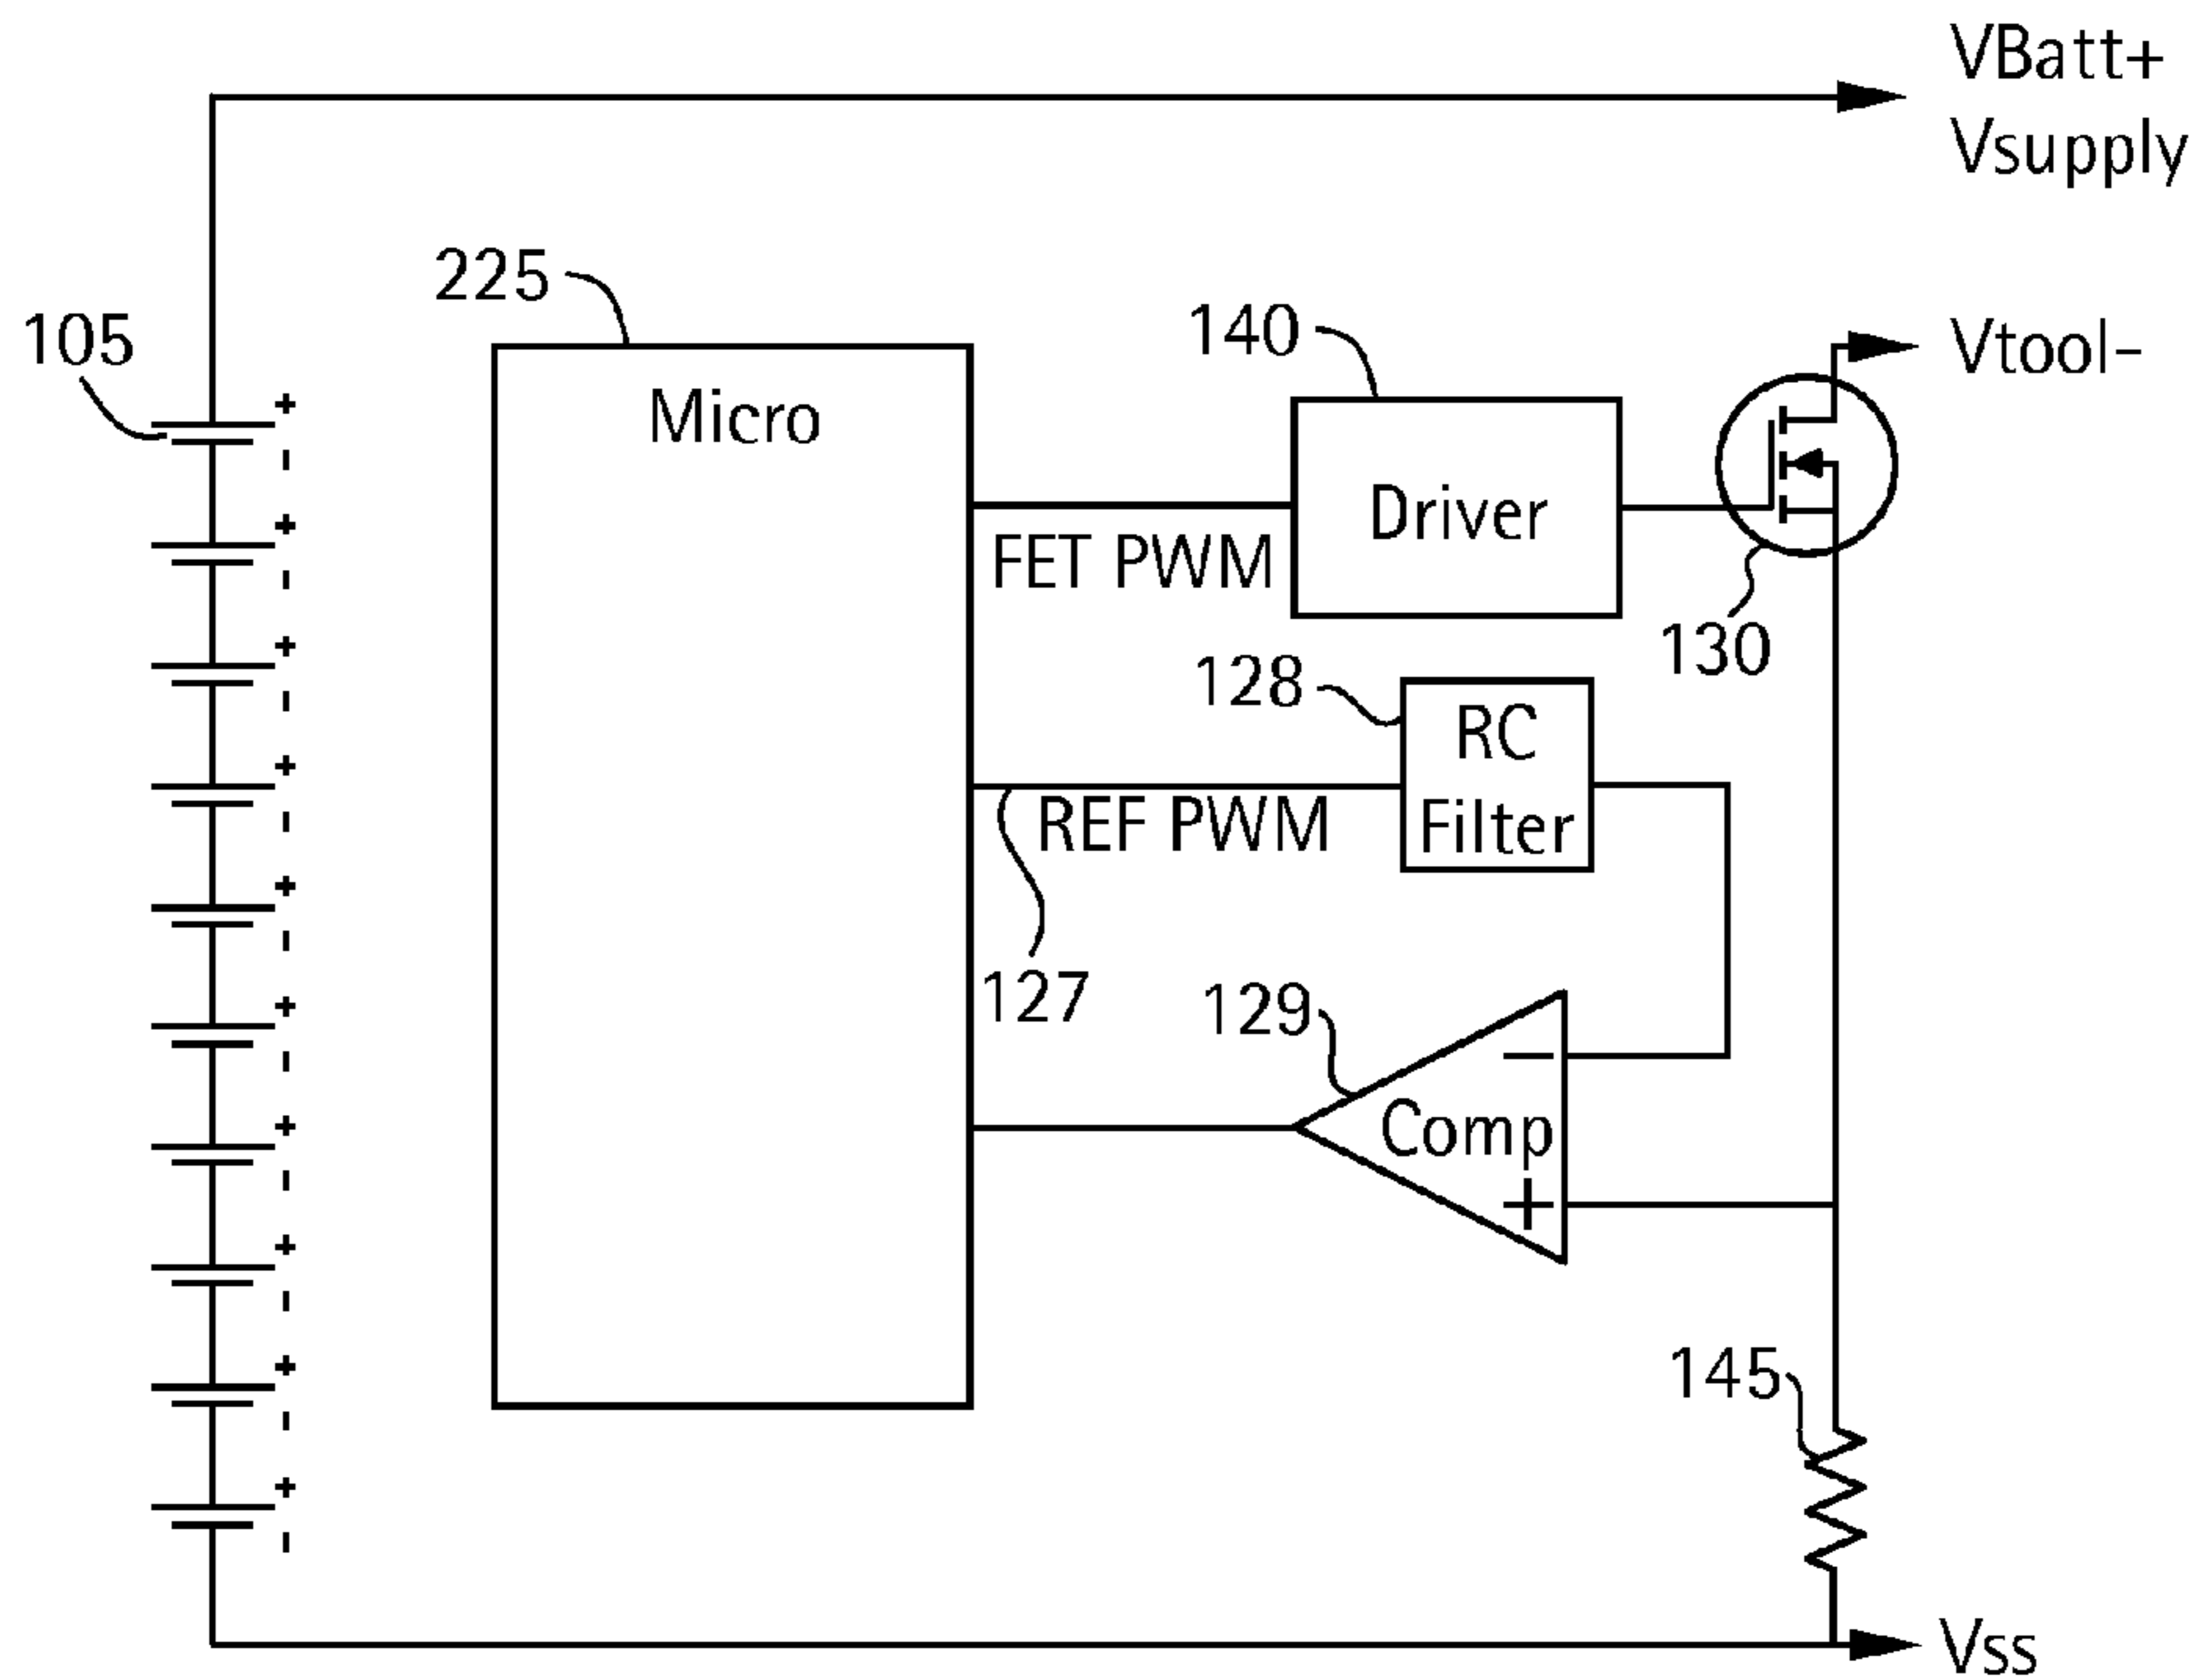 VBatt+
Vsupply
225
140
105
Vtool-
Micro
+
-
+
-
+
-
+
-
+
-
+
-
+
-
+
-
+
-
+
-
Driver
FET PWM
130
128
RC
Filter
REF PWM
127
129
−
Comp
+
145
Vss